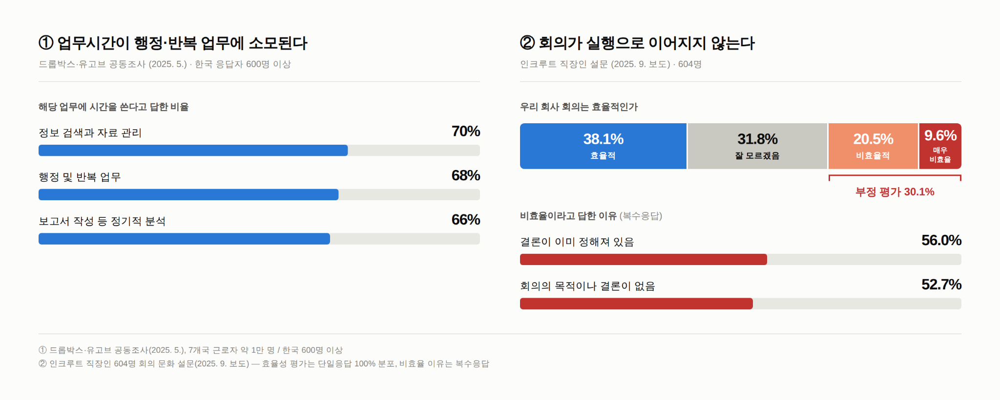 ① 업무시간이 행정·반복 업무에 소모된다
드롭박스·유고브 공동조사 (2025. 5.) · 한국 응답자 600명 이상
해당 업무에 시간을 쓴다고 답한 비율
정보 검색과 자료 관리 70%
행정 및 반복 업무 68%
보고서 작성 등 정기적 분석 66%
② 회의가 실행으로 이어지지 않는다
인크루트 직장인 설문 (2025. 9. 보도) · 604명
우리 회사 회의는 효율적인가
38.1%
효율적
31.8%
잘 모르겠음
20.5%
비효율적
9.6%
매우
비효율
부정 평가 30.1%
비효율이라고 답한 이유 (복수응답)
결론이 이미 정해져 있음 56.0%
회의의 목적이나 결론이 없음 52.7%
① 드롭박스·유고브 공동조사(2025. 5.), 7개국 근로자 약 1만 명 / 한국 600명 이상
② 인크루트 직장인 604명 회의 문화 설문(2025. 9. 보도) — 효율성 평가는 단일응답 100% 분포, 비효율 이유는 복수응답